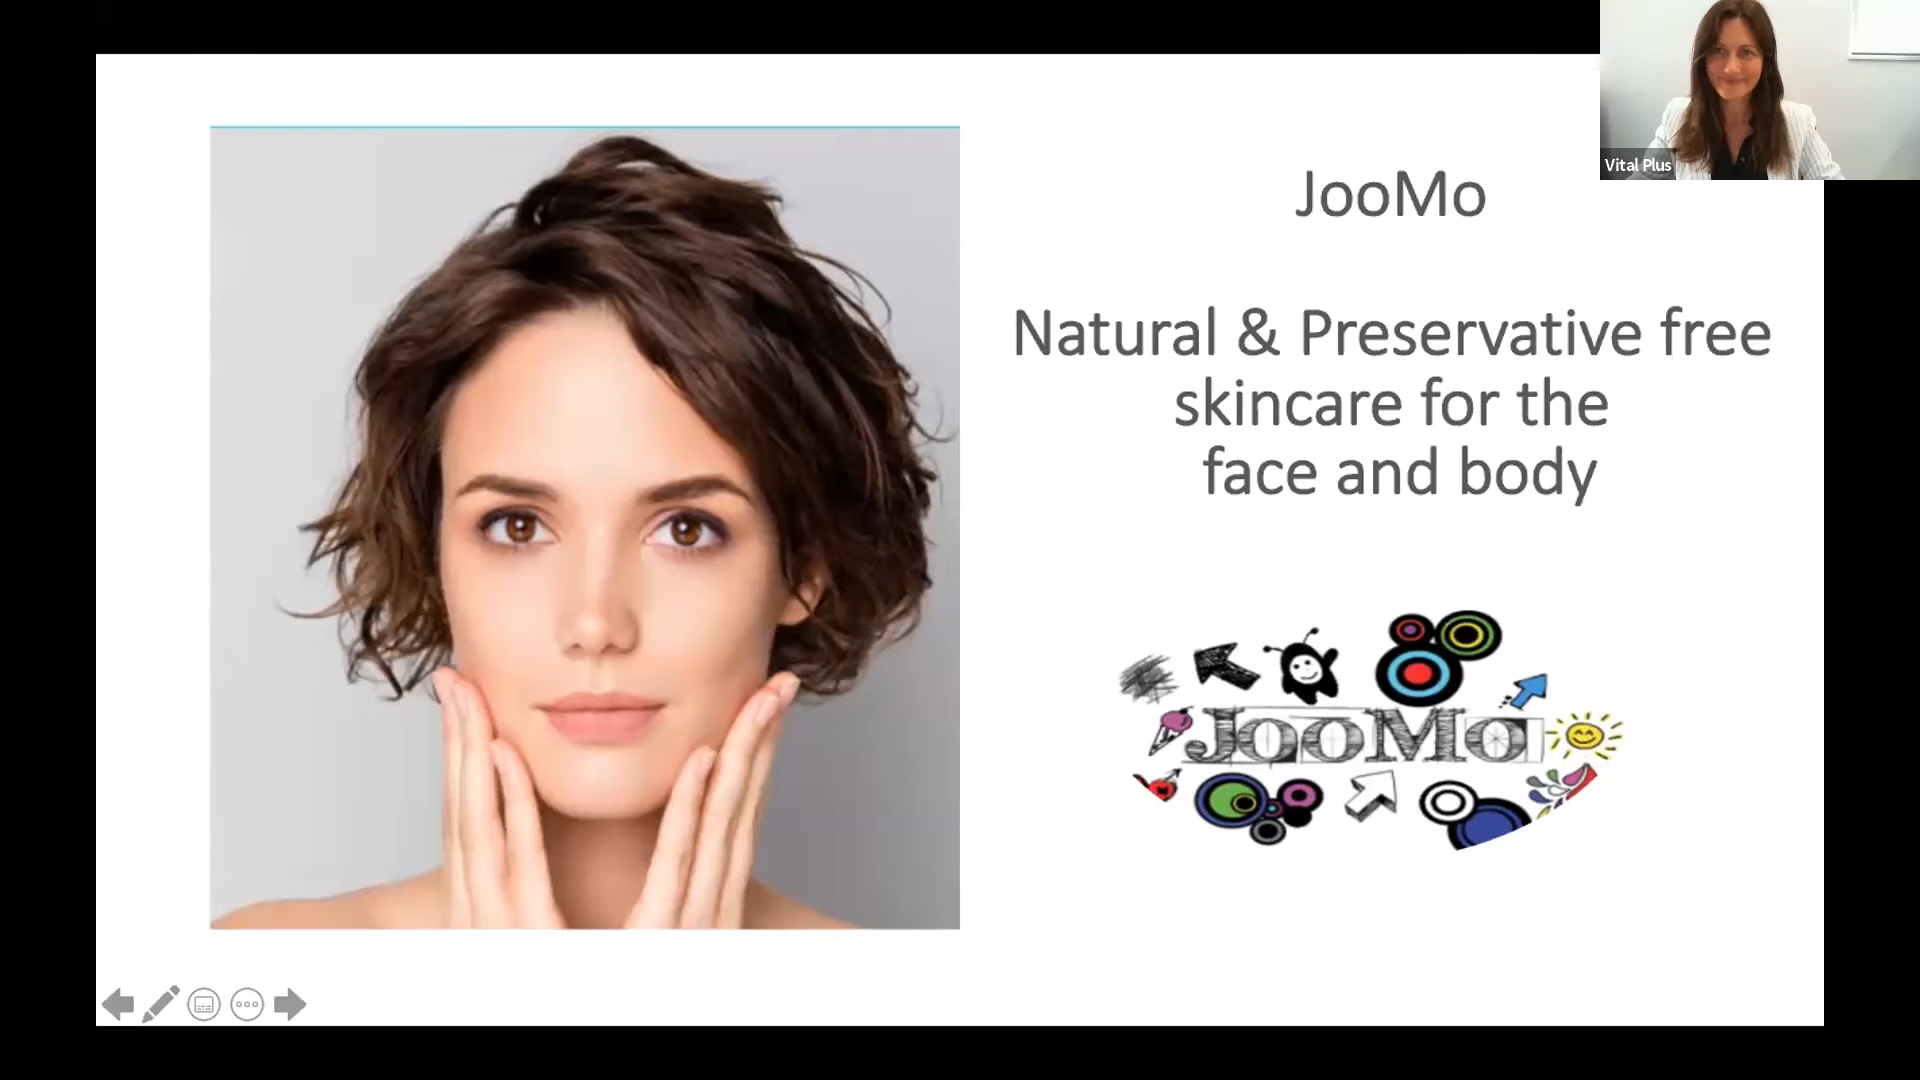 Vital Plus
JooMo
Natural & Preservative free
skincare for the
face and body
JooMo